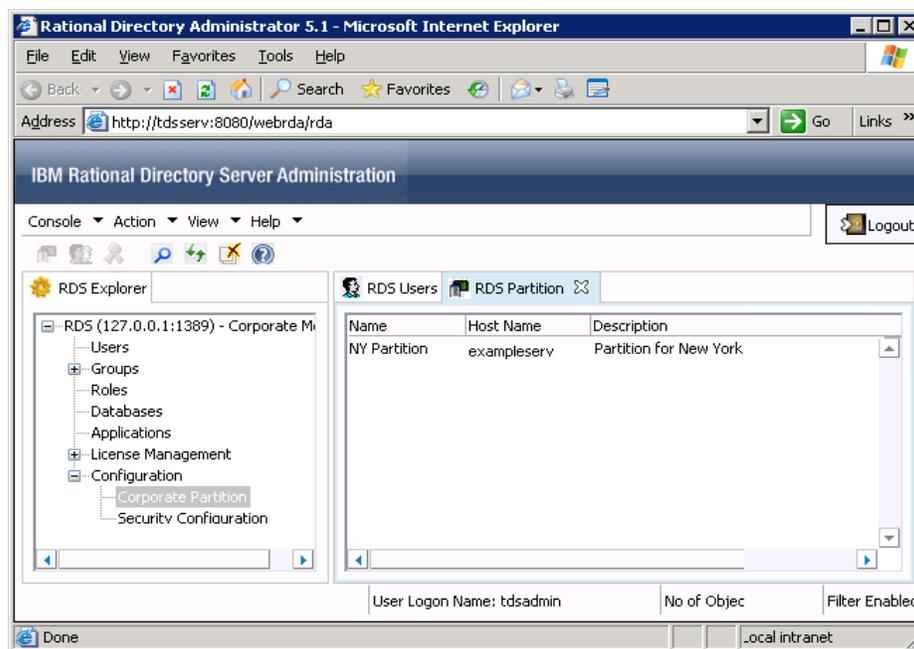 Rational Directory Administrator 5.1 - Microsoft Internet Explorer
File Edit View Favorites Tools Help
Back Search Favorites
Address http://tdsserv:8080/webrda/rda Go Links »
IBM Rational Directory Server Administration
Console Action View Help Logout
RDS Explorer
RDS (127.0.0.1:1389) - Corporate
Users
Groups
Roles
Databases
Applications
License Management
Configuration
Corporate Partition
Security Configuration
RDS Users RDS Partition
Name Host Name Description
NY Partition exampleserv Partition for New York
User Logon Name: tdsadmin No of Objec Filter Enabled
Done Local intranet